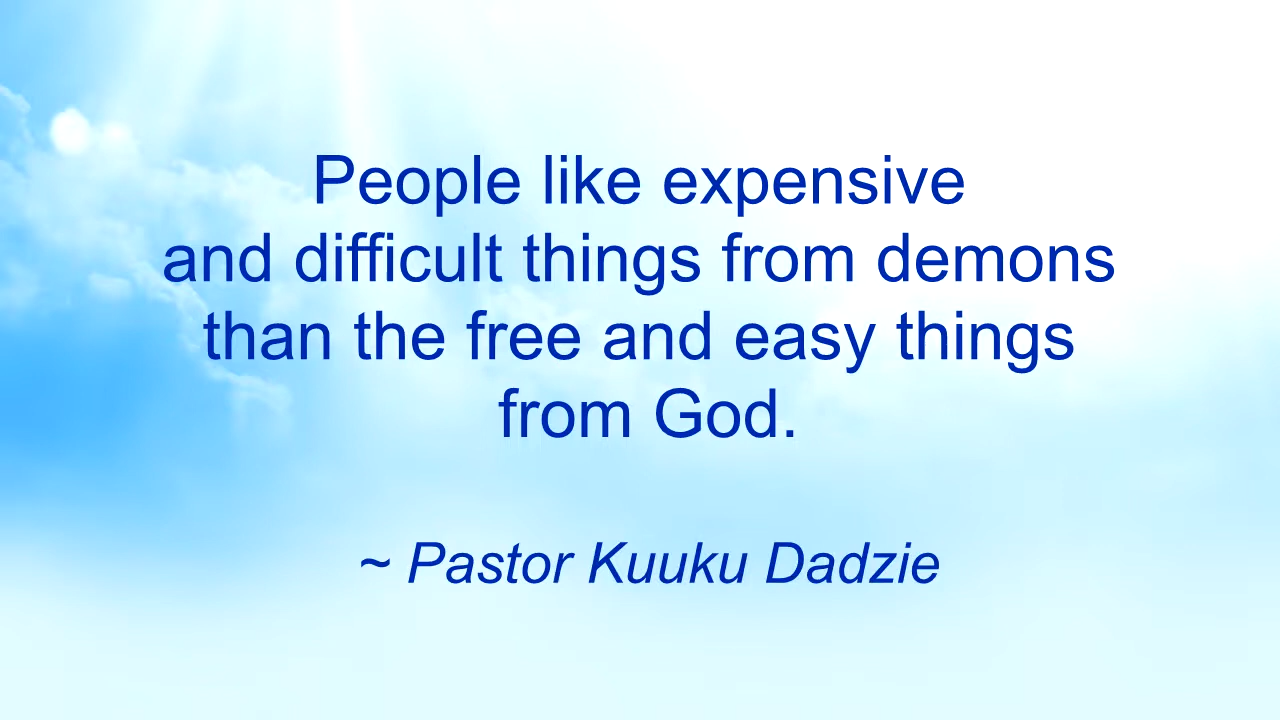 People like expensive
and difficult things from demons
than the free and easy things
from God.
~ Pastor Kuuku Dadzie